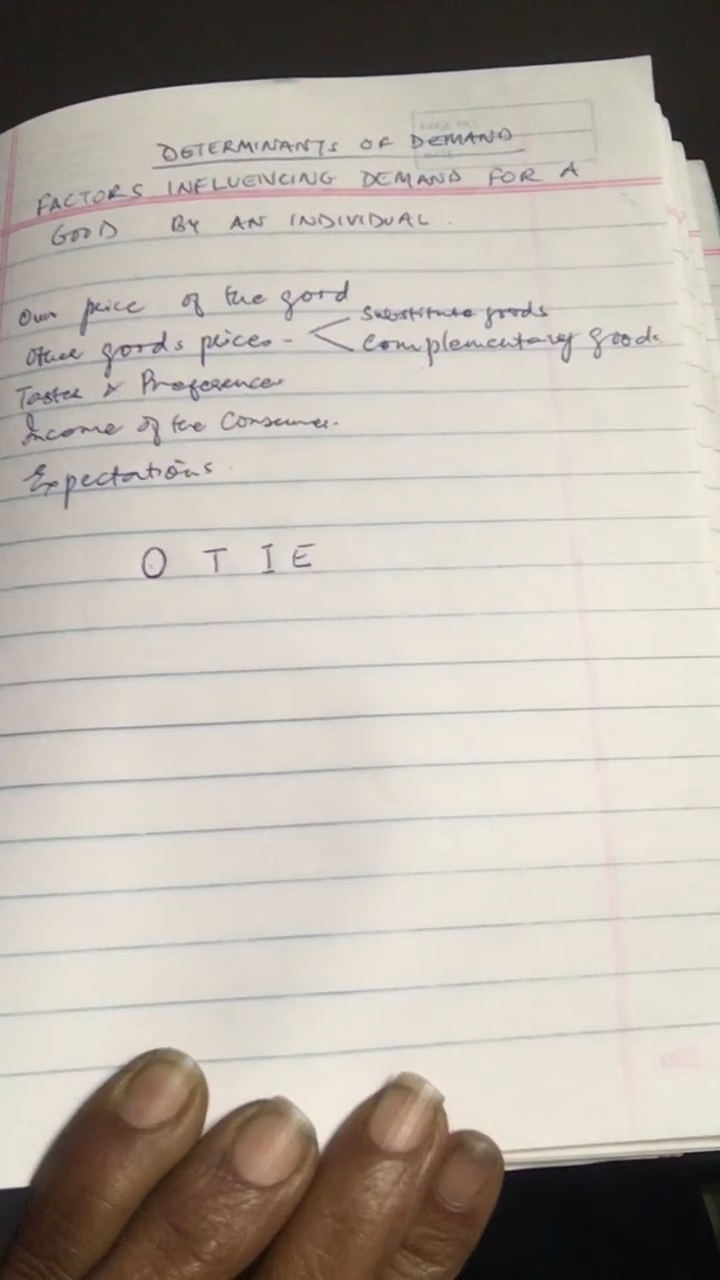 DETERMINANTS OF DEMAND
FACTORS INFLUENCING DEMAND FOR A
GOOD BY AN INDIVIDUAL.
Own price of the good
Other goods prices - < Substitute goods
Complementary goods
Tastes & Preferences
Income of the Consumer.
Expectations.
O T I E